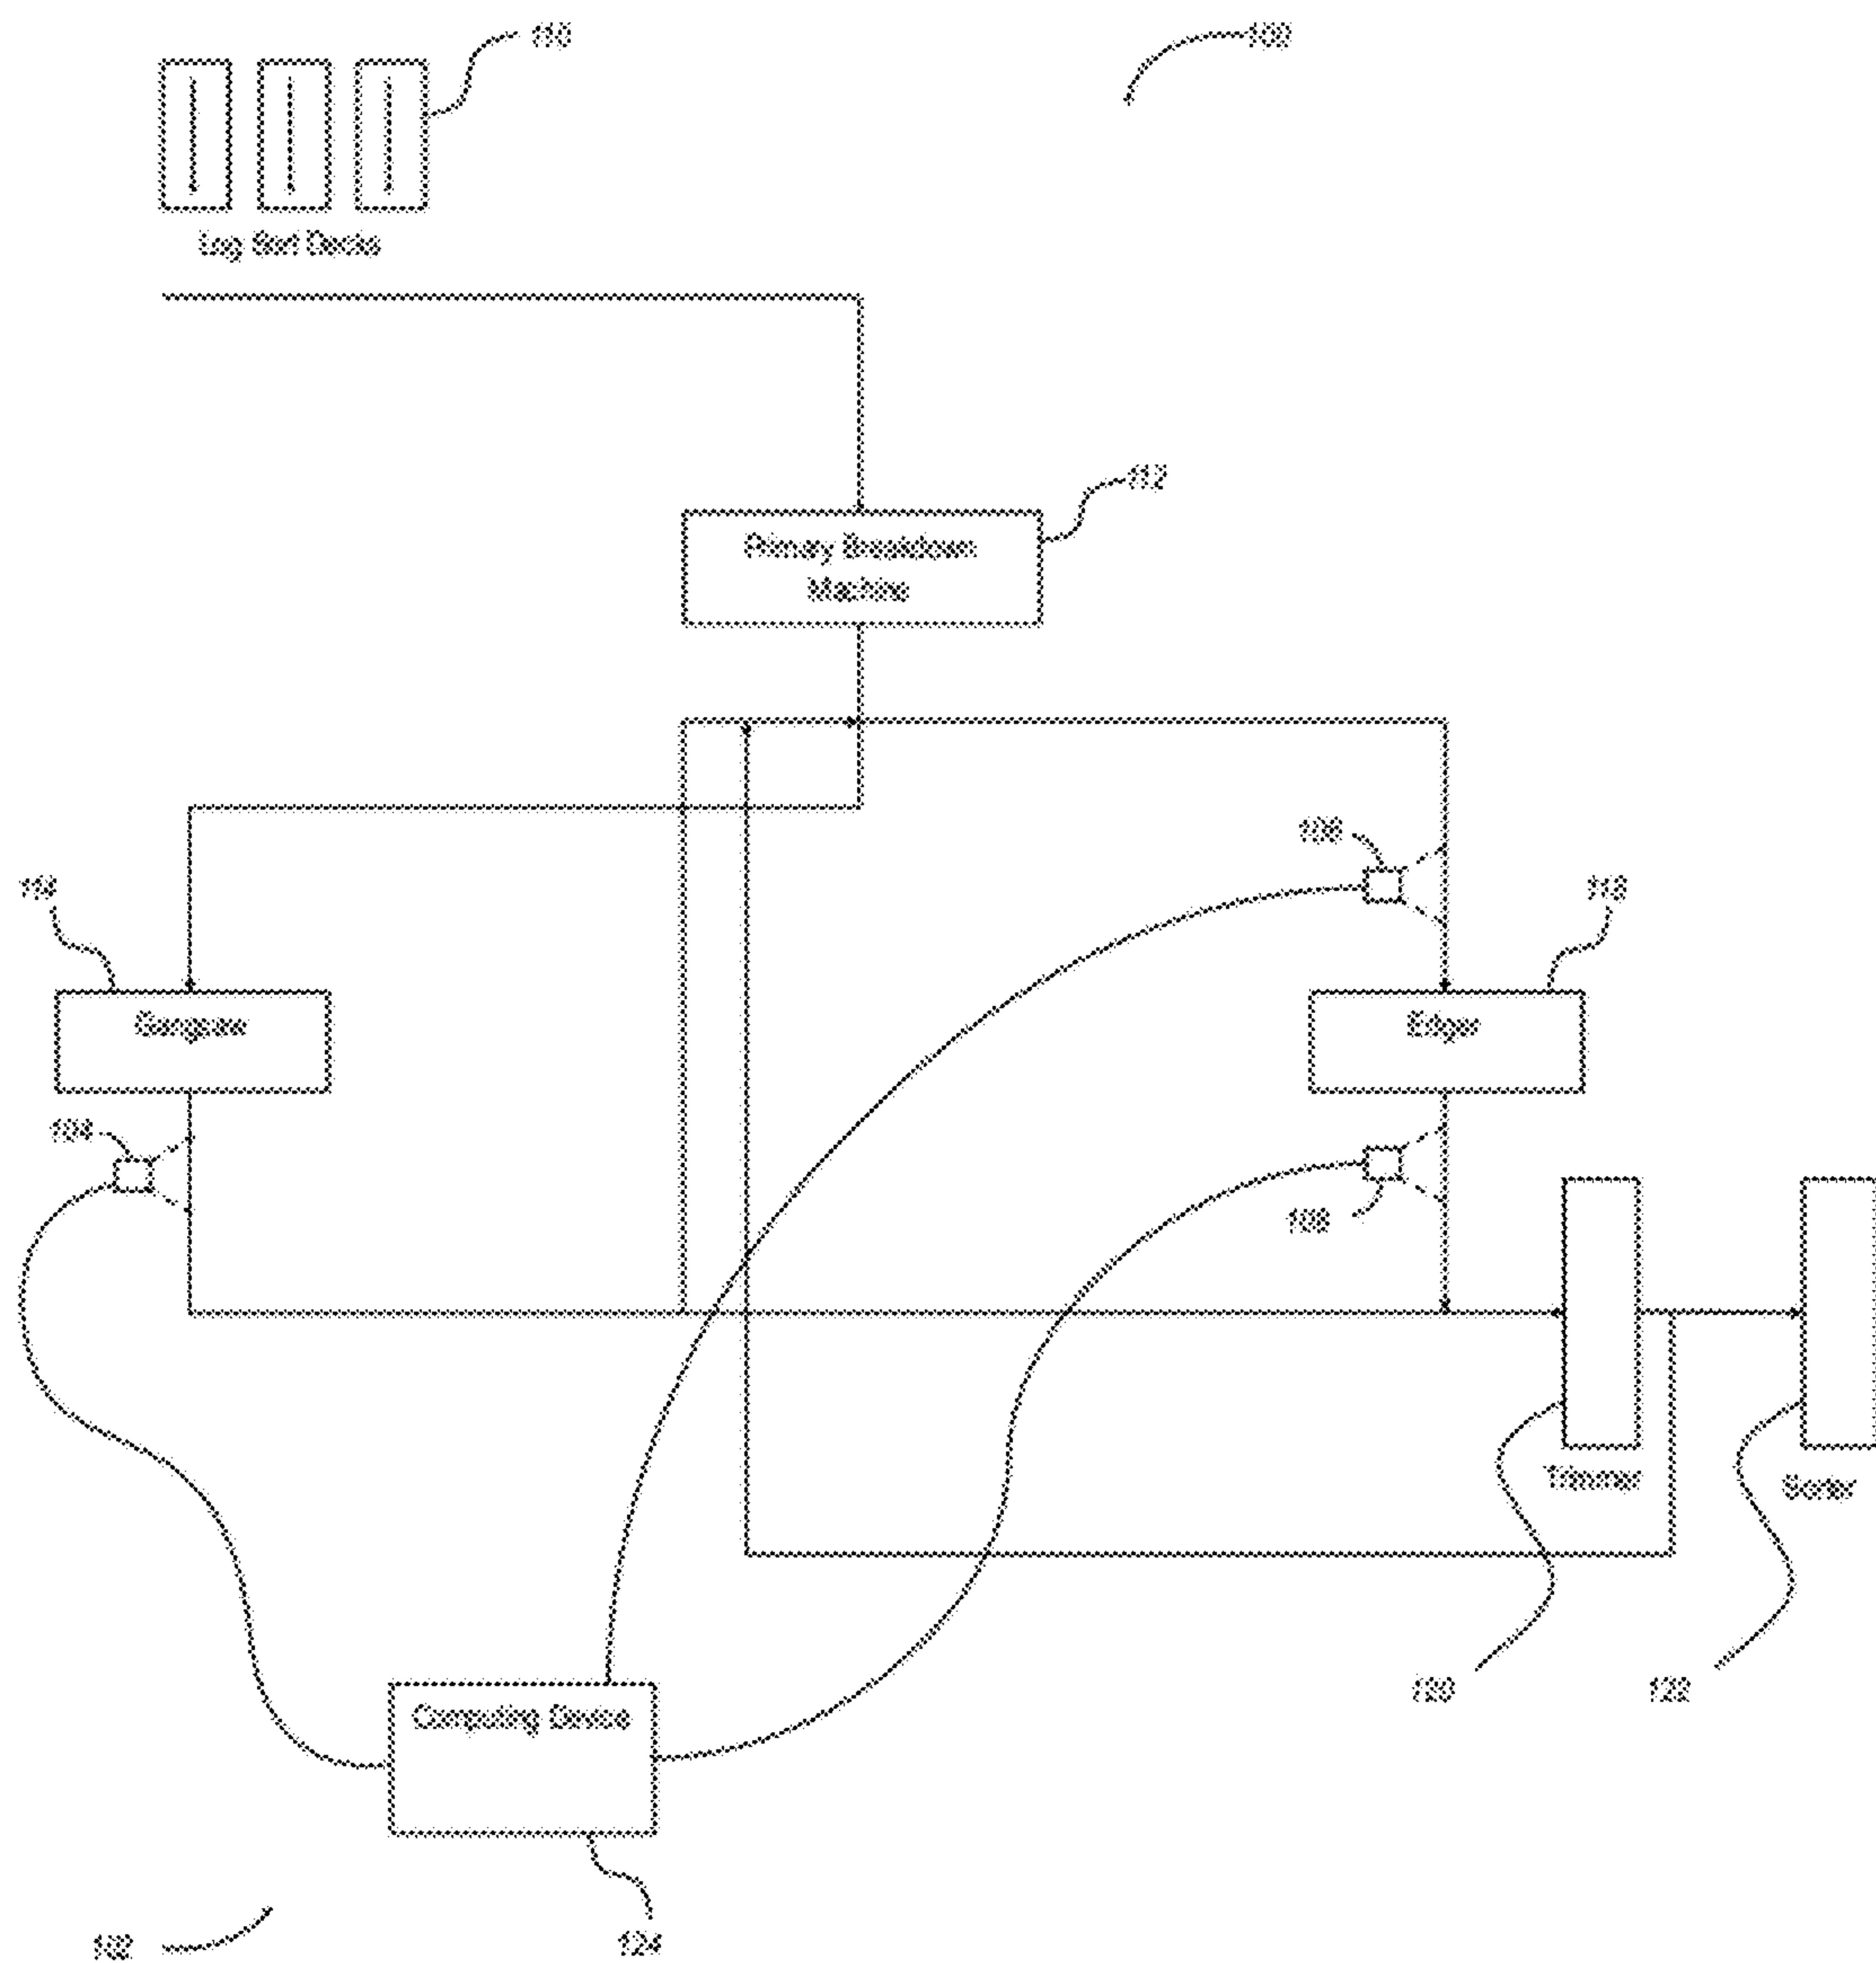 110
100
Log Sort Decks
112
Primary Breakdown
Machine
106
114
118
Gangsaw
Edger
104
108
Trimmer
Sorter
120
122
Computing Device
102
124